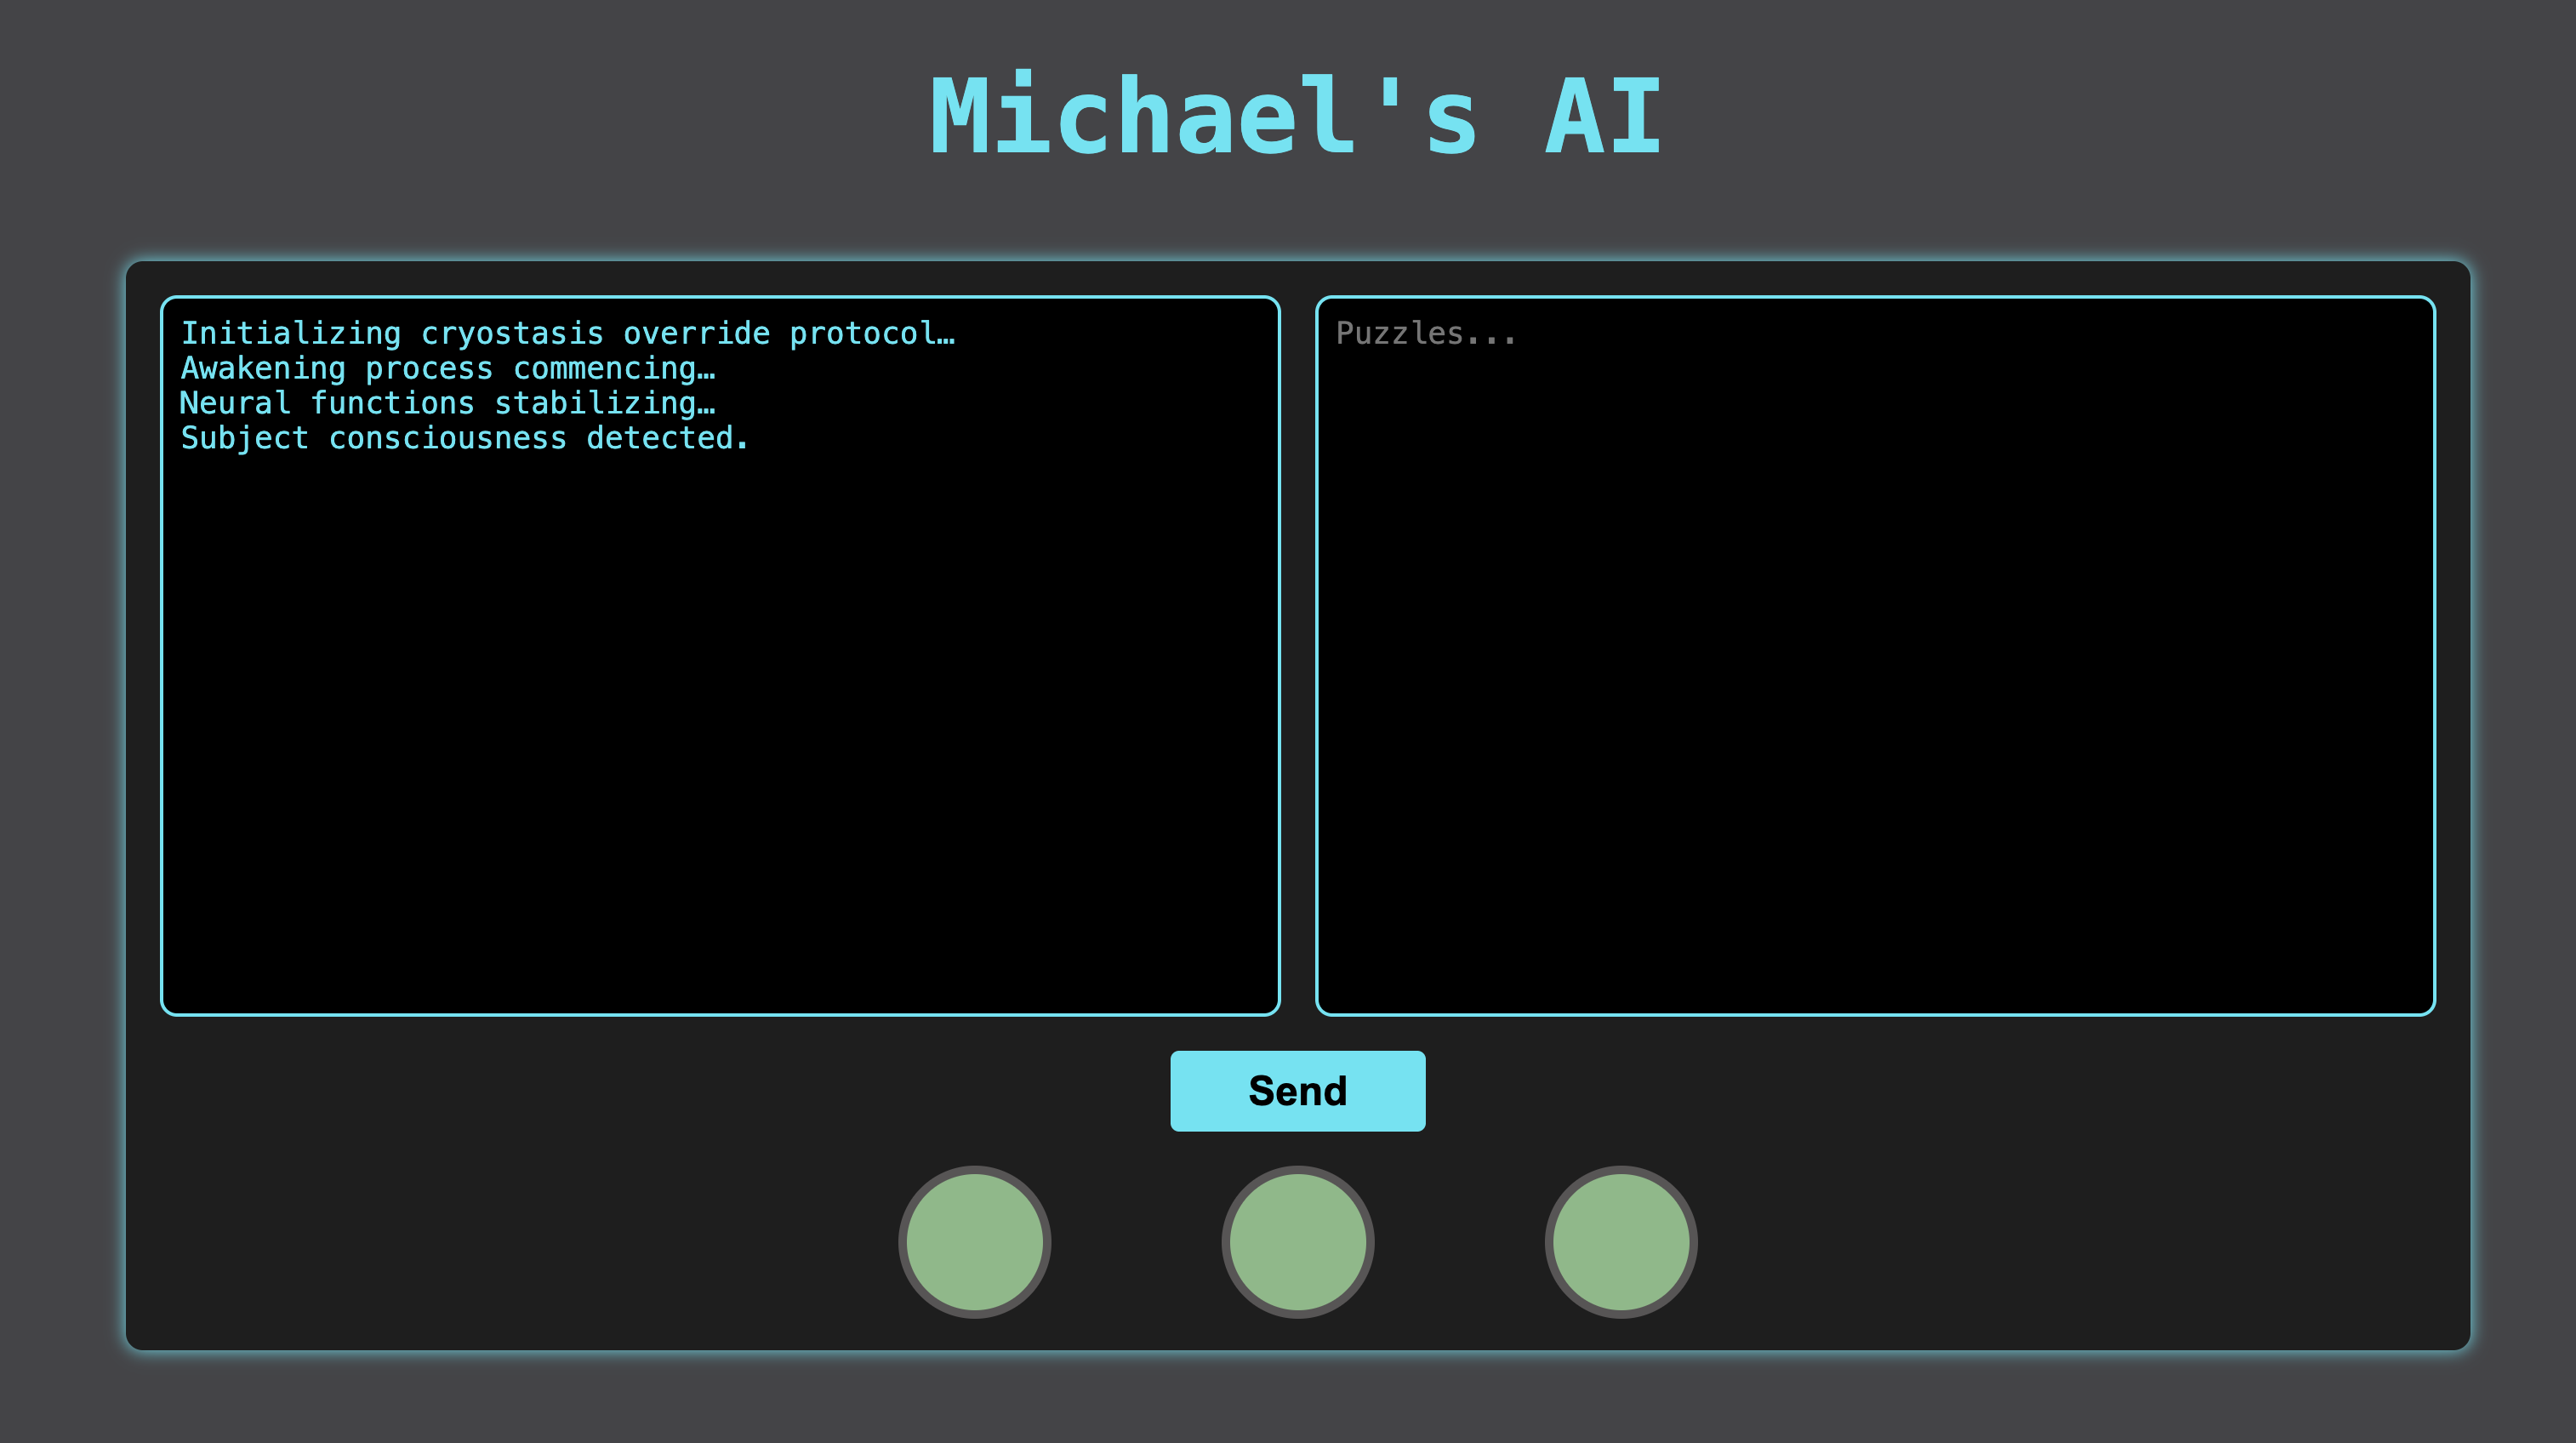 Michael's AI
Initializing cryostasis override protocol…
Awakening process commencing…
Neural functions stabilizing…
Subject consciousness detected.
Puzzles...
Send